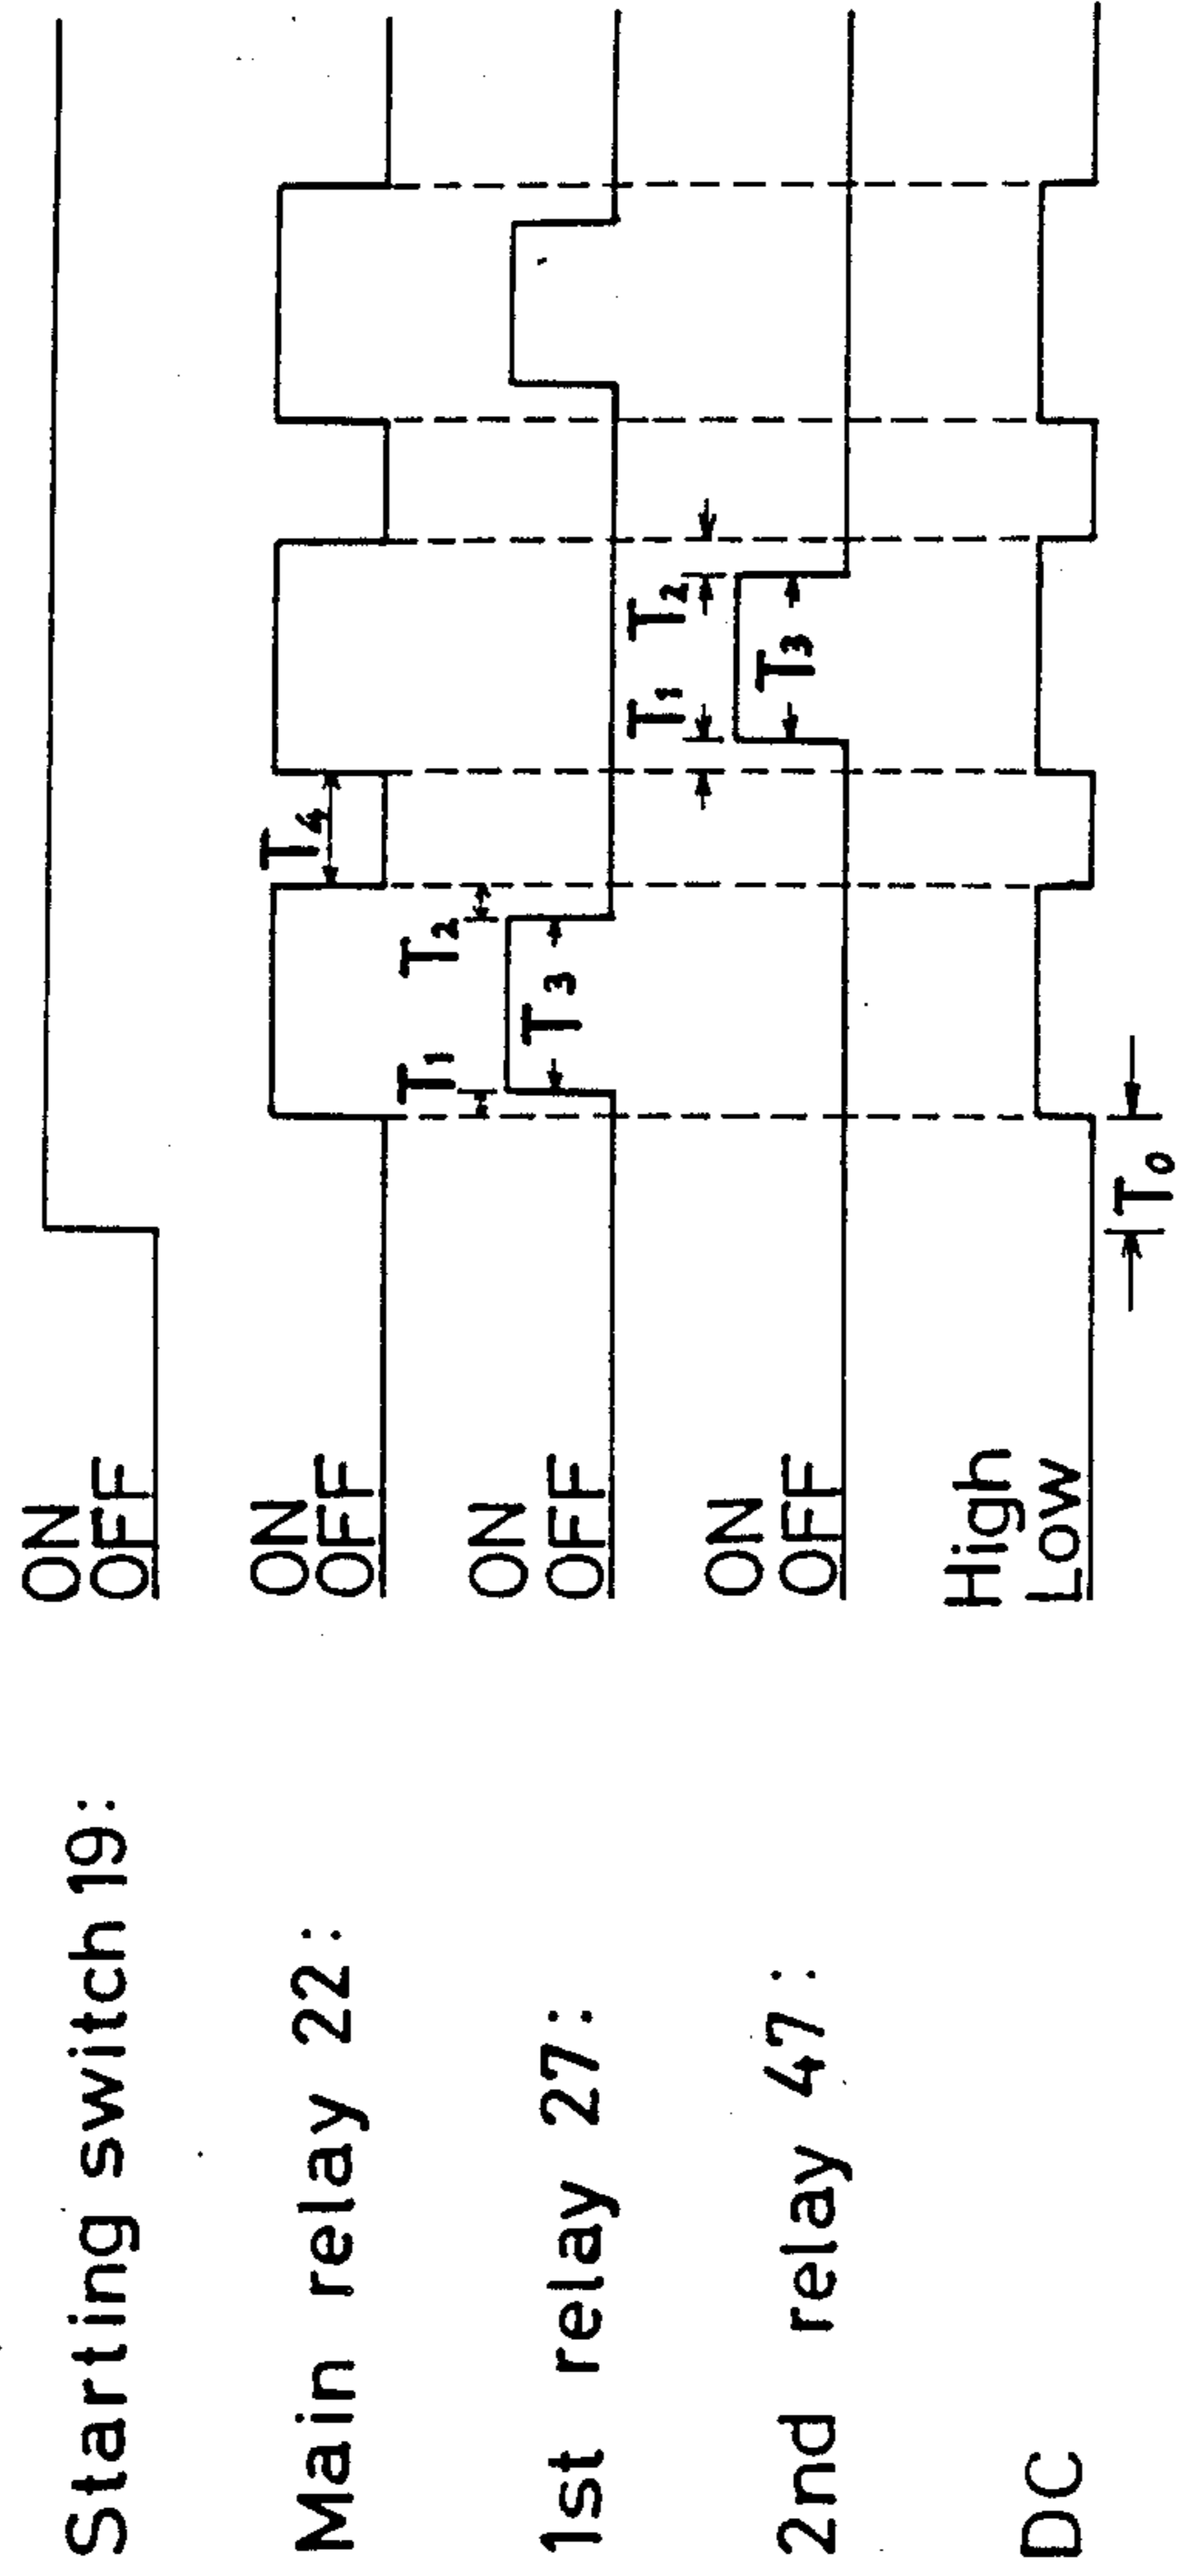 Starting switch 19:
ON
OFF
Main relay 22:
ON
OFF
T4
1st relay 27:
ON
OFF
T1
T2
T3
2nd relay 47:
ON
OFF
T1
T2
T3
DC
High
Low
T0